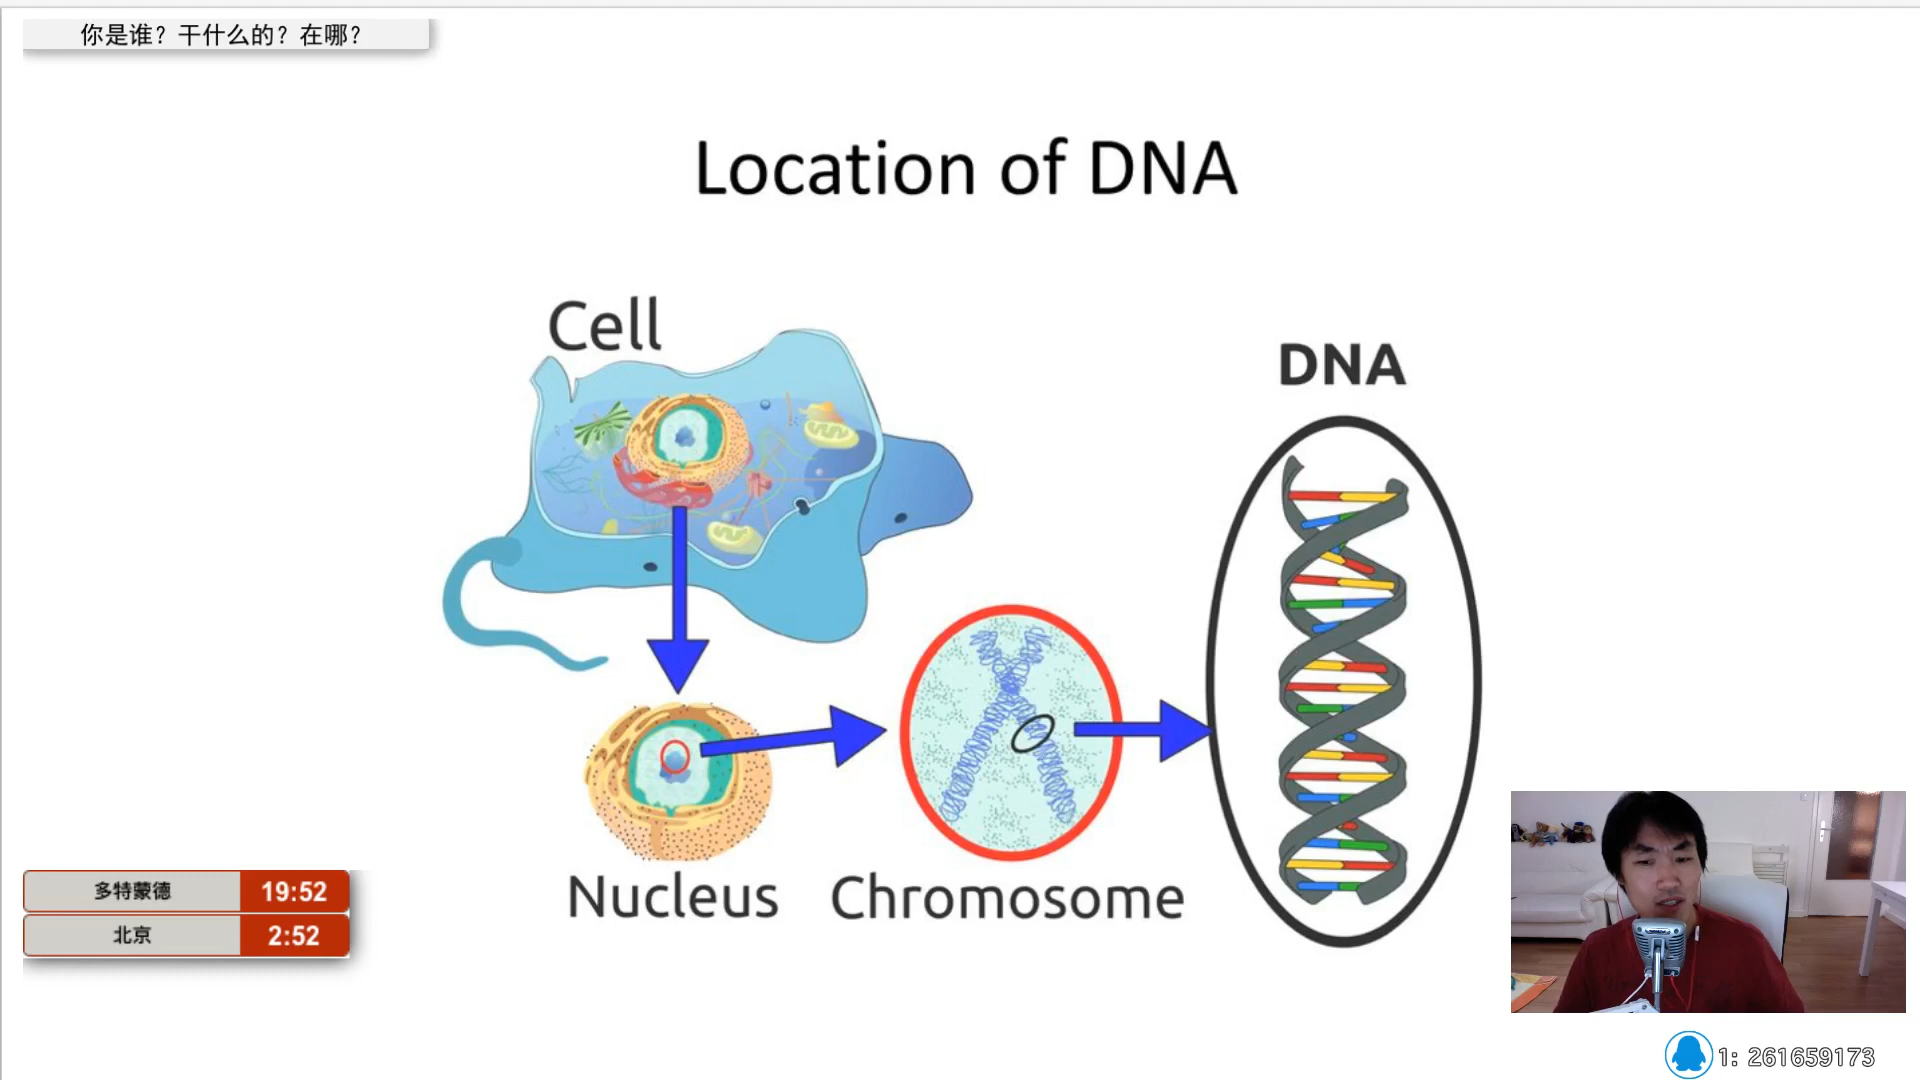 你是谁？干什么的？在哪？
Location of DNA
Cell
DNA
Nucleus
Chromosome
多特蒙德 19:52
北京 2:52
1: 261659173